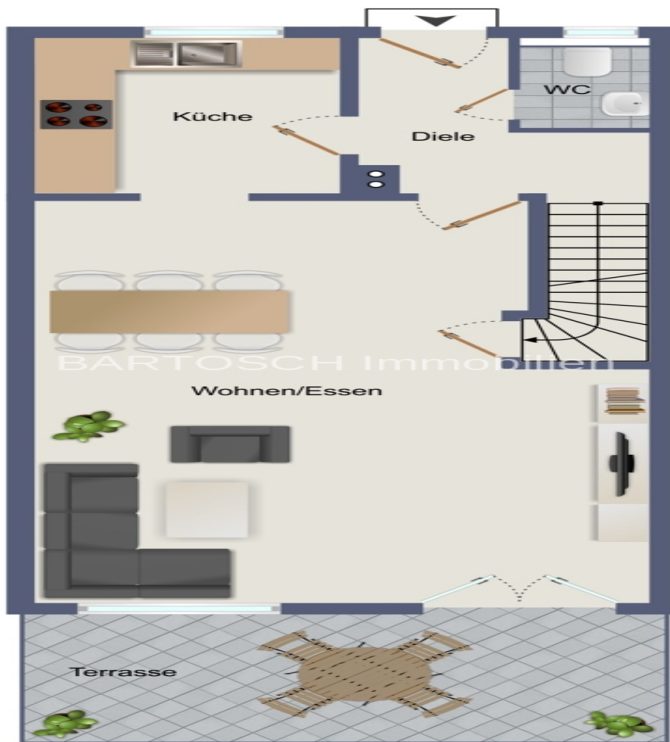 WC
Küche
Diele
BARTOSCH Immobilien
Wohnen/Essen
Terrasse